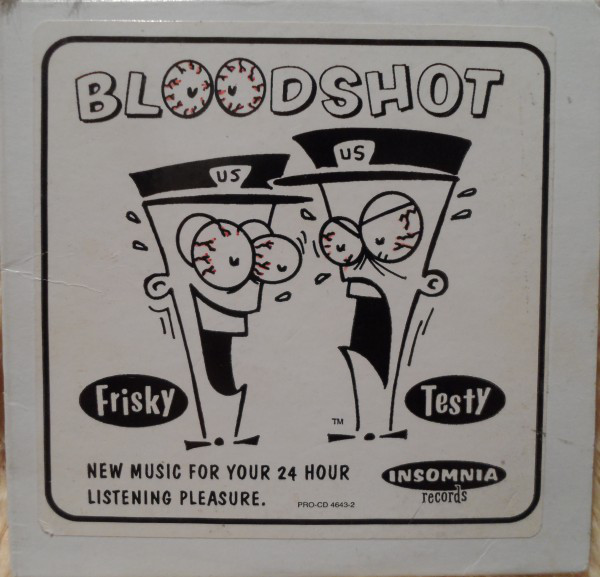 BLOODSHOT
US
US
Frisky
Testy
TM
NEW MUSIC FOR YOUR 24 HOUR
LISTENING PLEASURE.
PRO-CD 4643-2
INSOMNIA
records